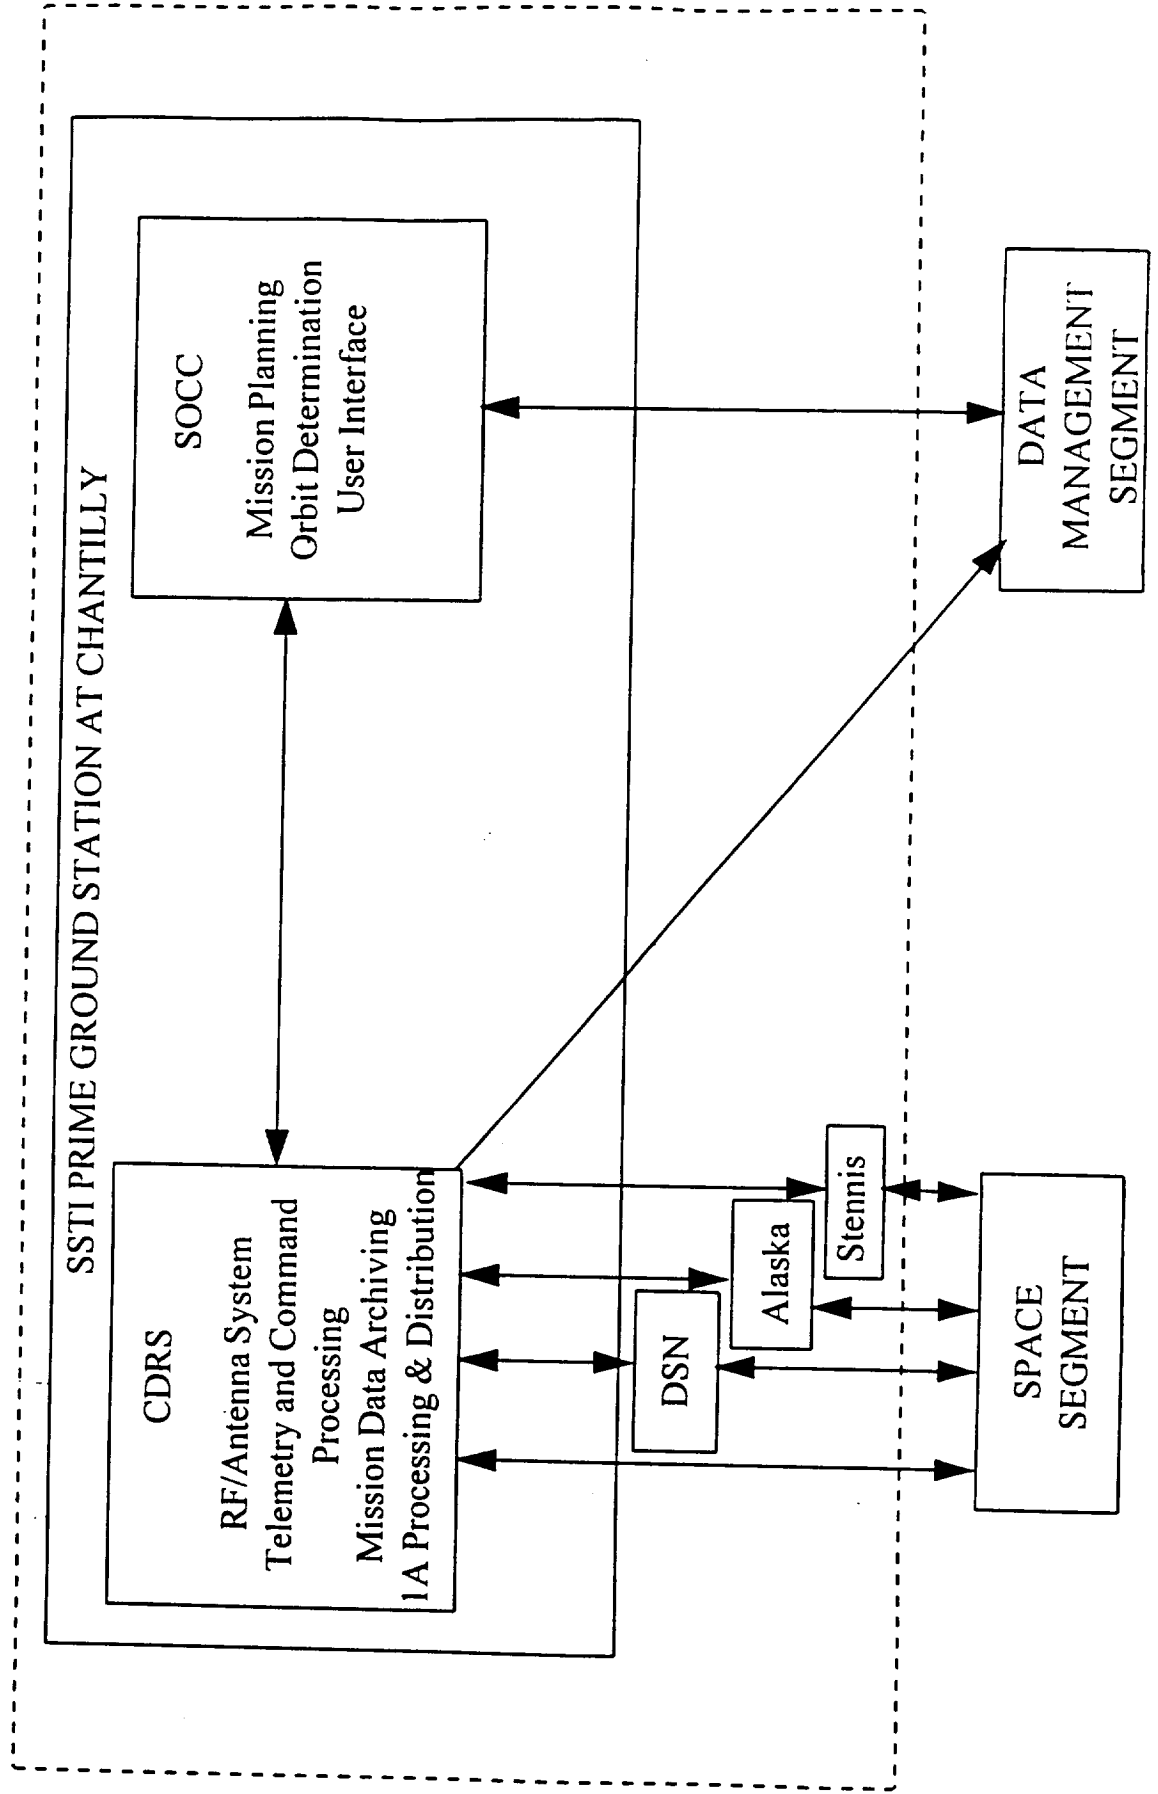 SSTI PRIME GROUND STATION AT CHANTILLY
CDRS
RF/Antenna System
Telemetry and Command
Processing
Mission Data Archiving
1A Processing & Distribution
SOCC
Mission Planning
Orbit Determination
User Interface
DSN
Alaska
Stennis
SPACE
SEGMENT
DATA
MANAGEMENT
SEGMENT